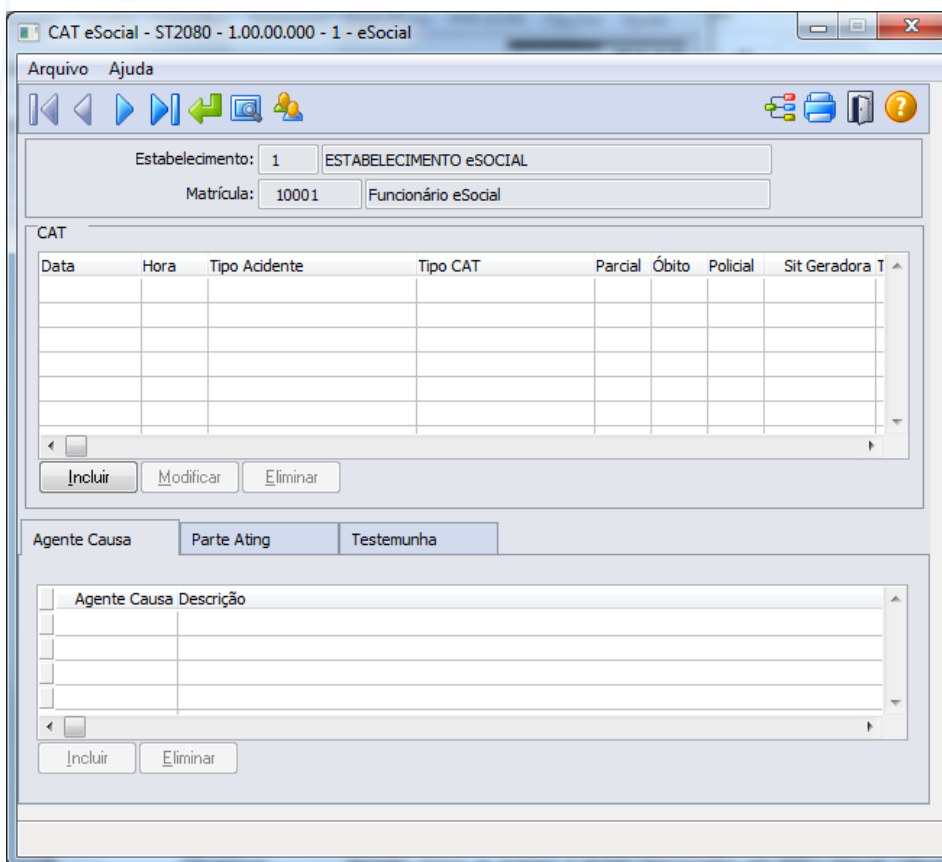 CAT eSocial - ST2080 - 1.00.00.000 - 1 - eSocial
Arquivo Ajuda
Estabelecimento: 1 ESTABELECIMENTO eSOCIAL
Matrícula: 10001 Funcionário eSocial
CAT
Data Hora Tipo Acidente Tipo CAT Parcial Óbito Policial Sit Geradora T
Incluir Modificar Eliminar
Agente Causa Parte Ating Testemunha
Agente Causa Descrição
Incluir Eliminar